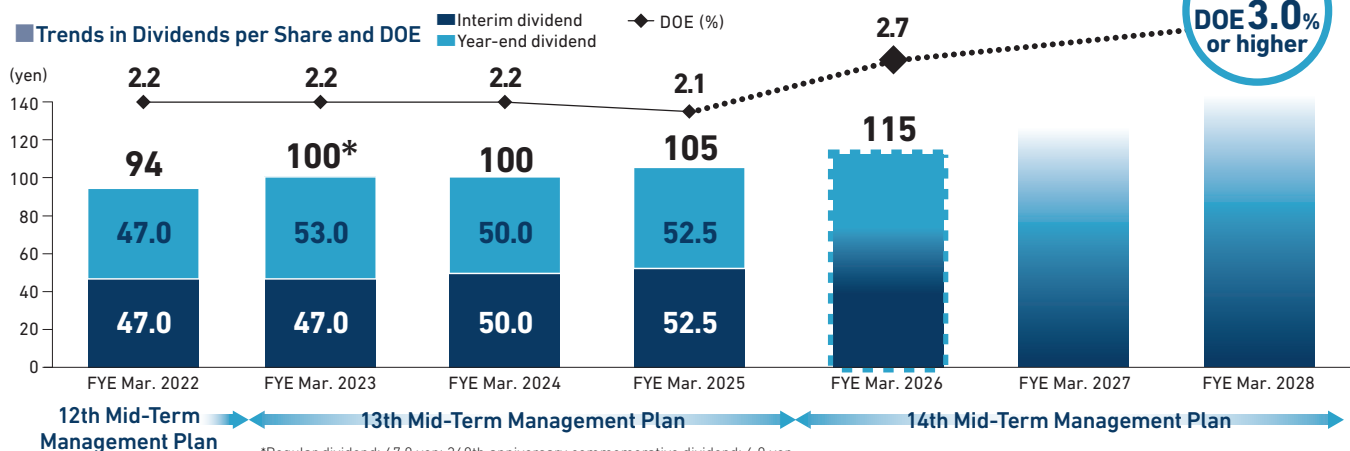 Trends in Dividends per Share and DOE
Interim dividend
Year-end dividend
DOE (%)
DOE 3.0%
or higher
(yen)
2.2
2.2
2.2
2.1
2.7
140
120
100
80
60
40
20
0
94
100*
100
105
115
47.0
53.0
50.0
52.5
47.0
47.0
50.0
52.5
FYE Mar. 2022
FYE Mar. 2023
FYE Mar. 2024
FYE Mar. 2025
FYE Mar. 2026
FYE Mar. 2027
FYE Mar. 2028
12th Mid-Term
Management Plan
13th Mid-Term Management Plan
14th Mid-Term Management Plan